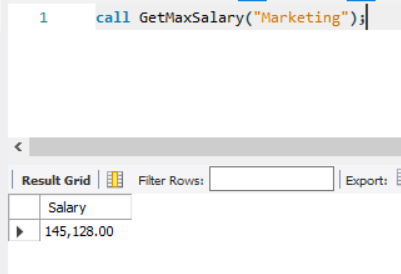 1 call GetMaxSalary("Marketing");
Result Grid Filter Rows: Export:
Salary
145,128.00